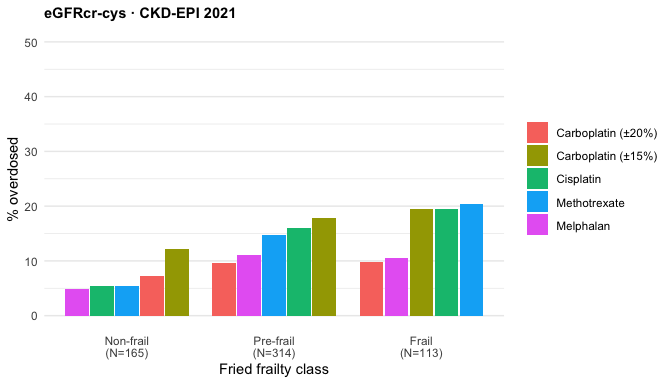 eGFRcr-cys · CKD-EPI 2021
50
40
30
20
10
0
% overdosed
Non-frail
(N=165)
Pre-frail
(N=314)
Frail
(N=113)
Fried frailty class
Carboplatin (±20%)
Carboplatin (±15%)
Cisplatin
Methotrexate
Melphalan